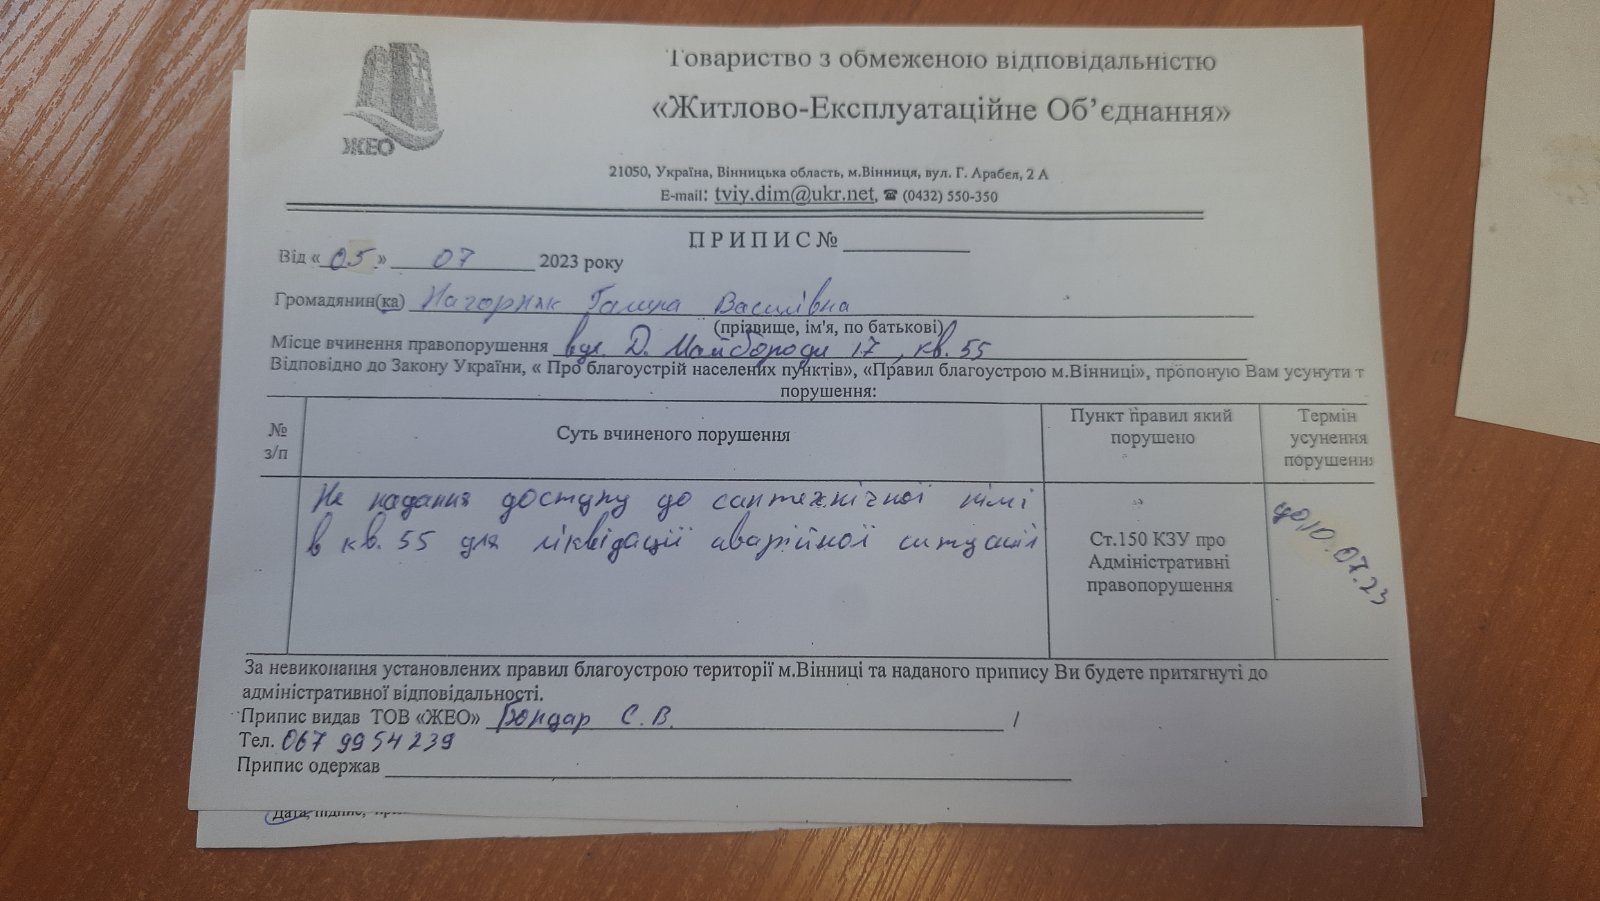 Товариство з обмеженою відповідальністю
«Житлово-Експлуатаційне Об’єднання»
ЖЕО
21050, Україна, Вінницька область, м.Вінниця, вул. Г. Арабея, 2 А
E-mail: tviy.dim@ukr.net, ☎ (0432) 550-350
ПРИПИС №
Від « 05 » 07 2023 року
Громадянин(ка) Нагорняк Галина Василівна
(прізвище, ім'я, по батькові)
Місце вчинення правопорушення вул. Д. Майбороди 17, кв. 55
Відповідно до Закону України, « Про благоустрій населених пунктів», «Правил благоустрою м.Вінниці», пропоную Вам усунути т
порушення:
№ з/п
Суть вчиненого порушення
Пункт правил який
порушено
Термін
усунення
порушення
Не надання доступу до сантехнічної ніші
в кв. 55 для ліквідації аварійної ситуації
Ст.150 КЗУ про
Адміністративні
правопорушення
до 10.07.23
За невиконання установлених правил благоустрою території м.Вінниці та наданого припису Ви будете притягнуті до
адміністративної відповідальності.
Припис видав ТОВ «ЖЕО» Бондар С. В. /
Тел. 067 9954239
Припис одержав
Дата, підпис,